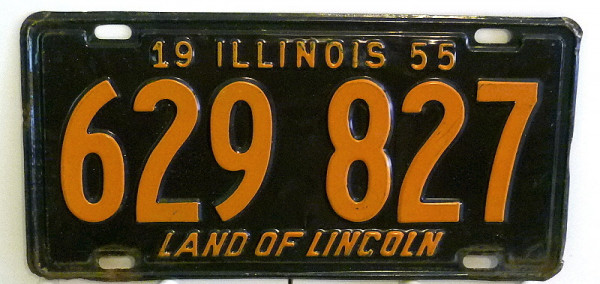 19 ILLINOIS 55
629 827
LAND OF LINCOLN